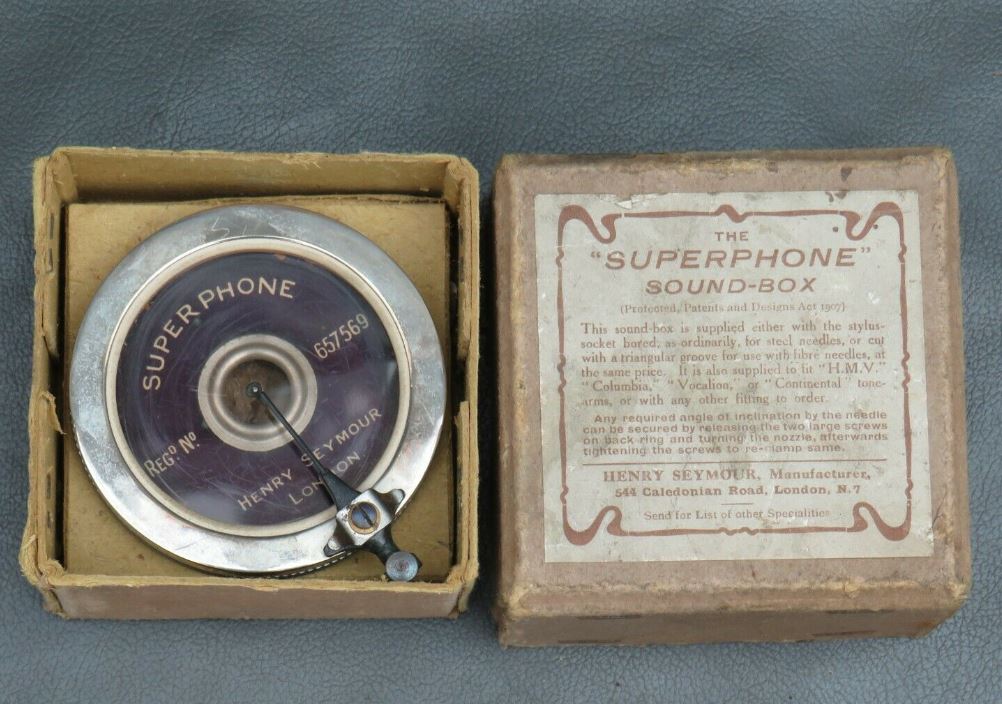 SUPERPHONE
657569
REGD No.
HENRY SEYMOUR
LONDON
THE
"SUPERPHONE"
SOUND-BOX
(Protected, Patents and Designs Act 1907)
This sound-box is supplied either with the stylus-
socket bored, as ordinarily, for steel needles, or cut
with a triangular groove for use with fibre needles, at
the same price. It is also supplied to fit "H.M.V."
"Columbia," "Vocalion," or "Continental" tone-
arms, or with any other fitting to order.
Any required angle of inclination by the needle
can be secured by releasing the two large screws
on back ring and turning the nozzle, afterwards
tightening the screws to re-clamp same.
HENRY SEYMOUR, Manufacturer,
544 Caledonian Road, London, N.7
Send for List of other Specialities